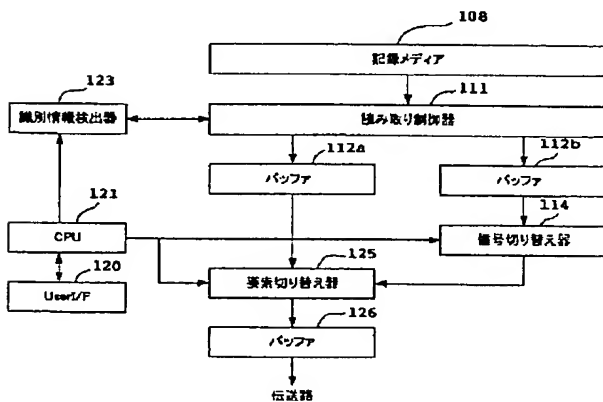 108
記録メディア
123
111
識別情報検出器
読み取り制御器
112a
112b
バッファ
バッファ
121
114
CPU
信号切り替え器
120
125
UserI/F
要素切り替え器
126
バッファ
伝送路